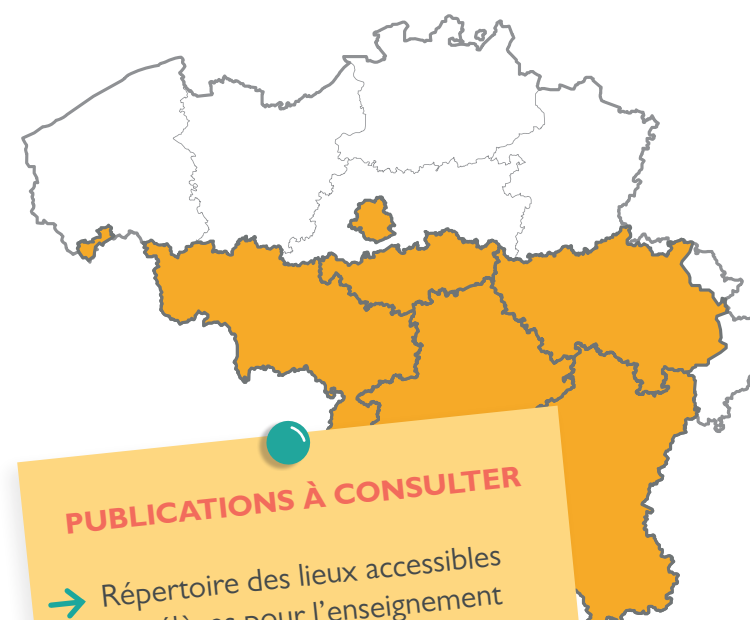 PUBLICATIONS À CONSULTER
Répertoire des lieux accessibles
pour l’enseignement